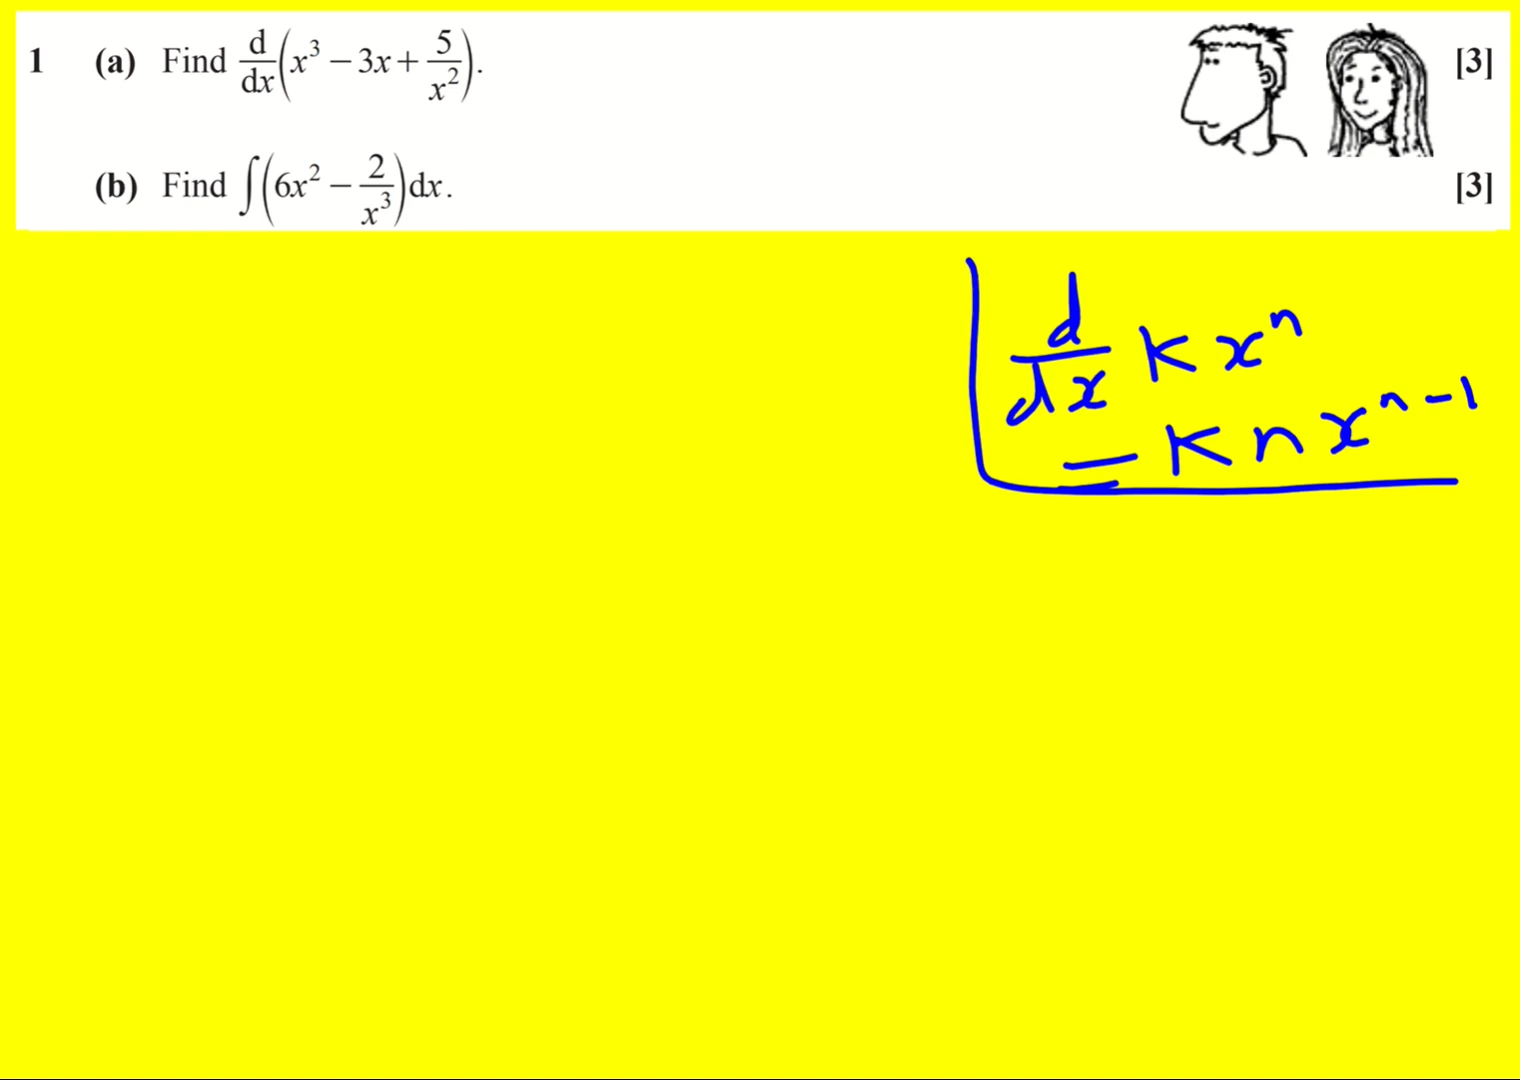 1 (a) Find d/dx(x³ − 3x + 5/x²). [3]
(b) Find ∫(6x² − 2/x³)dx. [3]
d/dx Kxⁿ
= Knxⁿ⁻¹